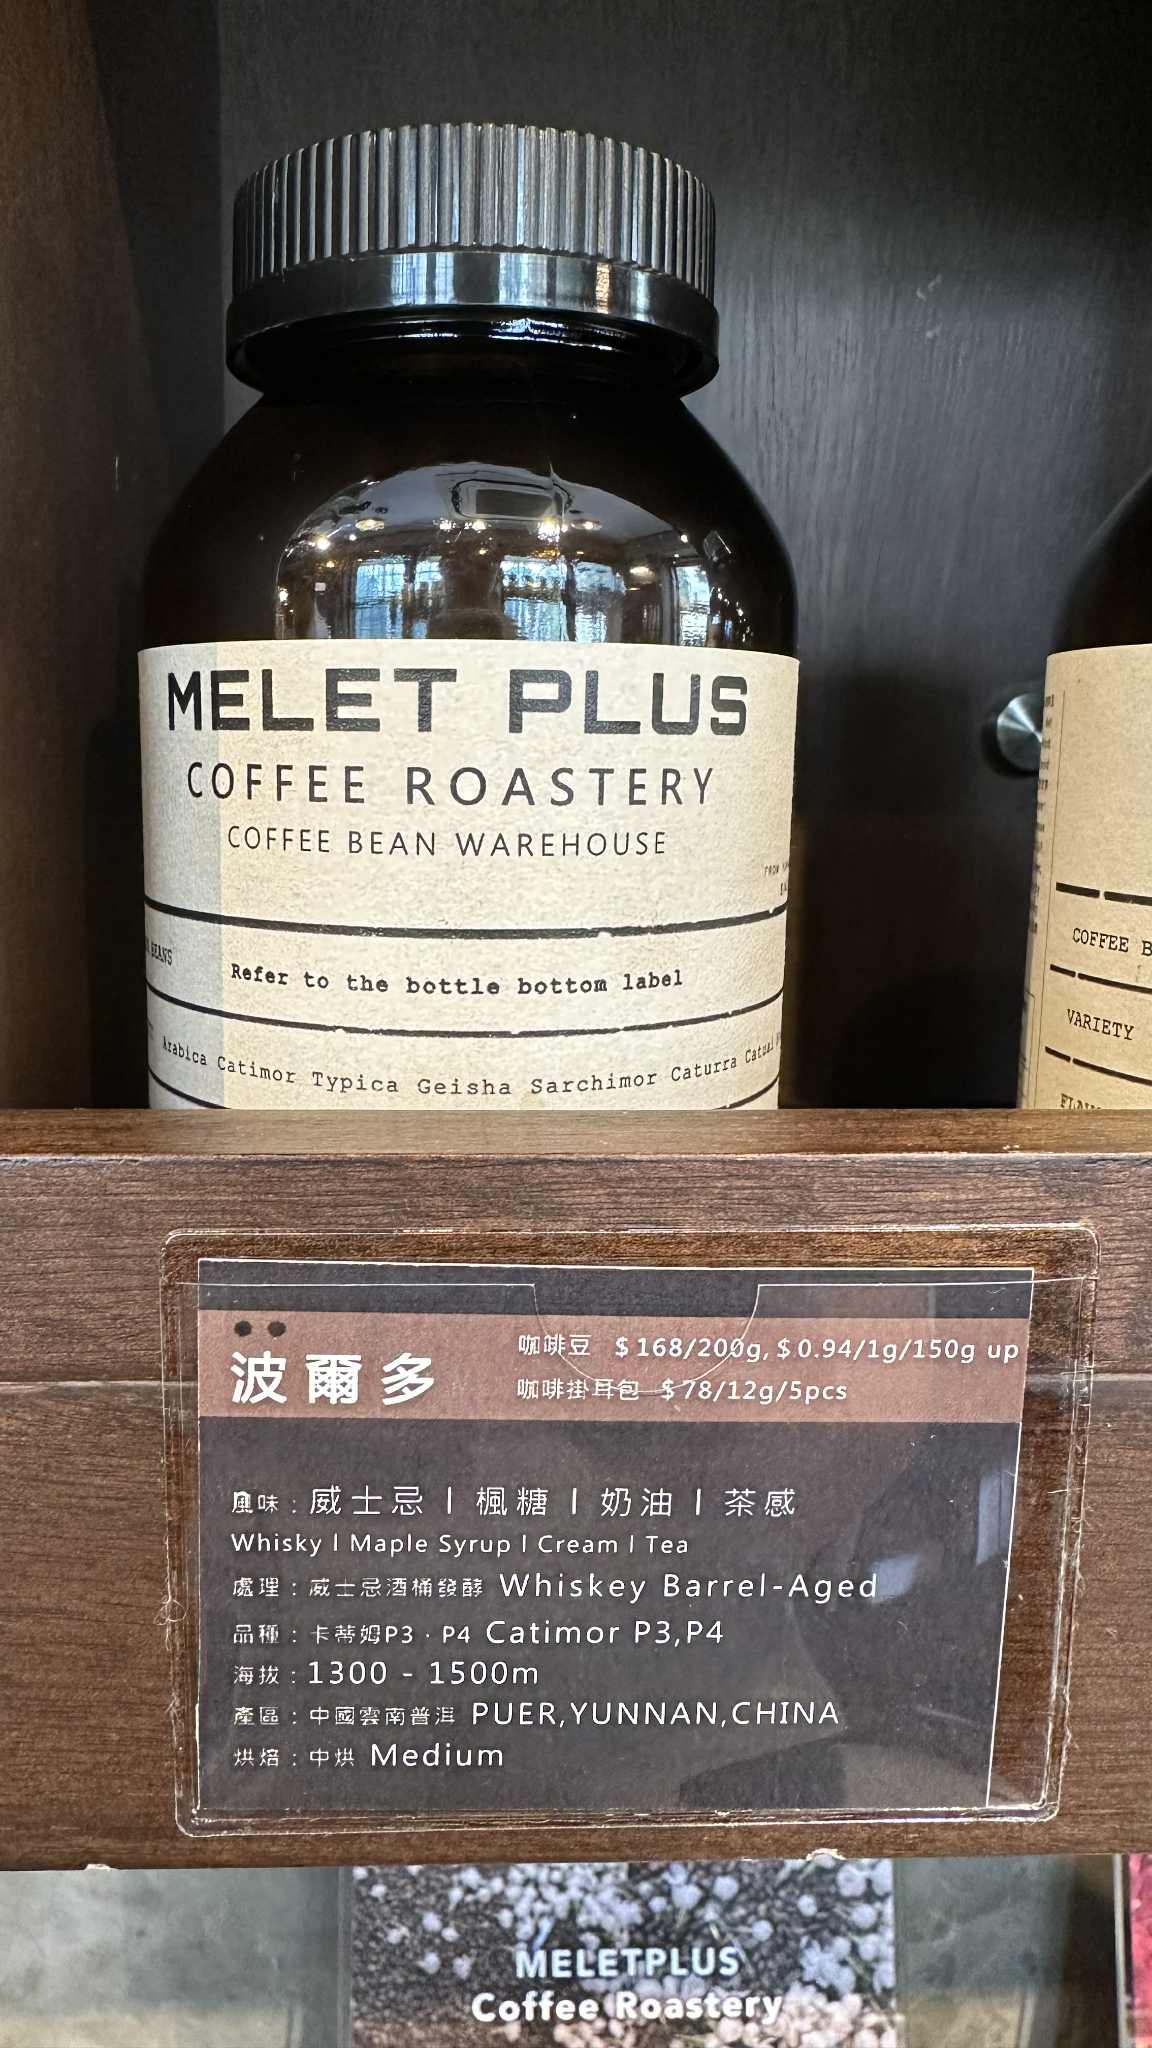 MELET PLUS
COFFEE ROASTERY
COFFEE BEAN WAREHOUSE
FROM
BEANS
Refer to the bottle bottom label
Arabica Catimor Typica Geisha Sarchimor Caturra
COFFEE B
VARIETY
波爾多
咖啡豆 $168/200g, $0.94/1g/150g up
咖啡掛耳包 $78/12g/5pcs
風味：威士忌 | 楓糖 | 奶油 | 茶感
Whisky | Maple Syrup | Cream | Tea
處理：威士忌酒桶發酵 Whiskey Barrel-Aged
品種：卡蒂姆P3 · P4 Catimor P3,P4
海拔：1300 - 1500m
產區：中國雲南普洱 PUER,YUNNAN,CHINA
烘焙：中烘 Medium
MELETPLUS
Coffee Roastery